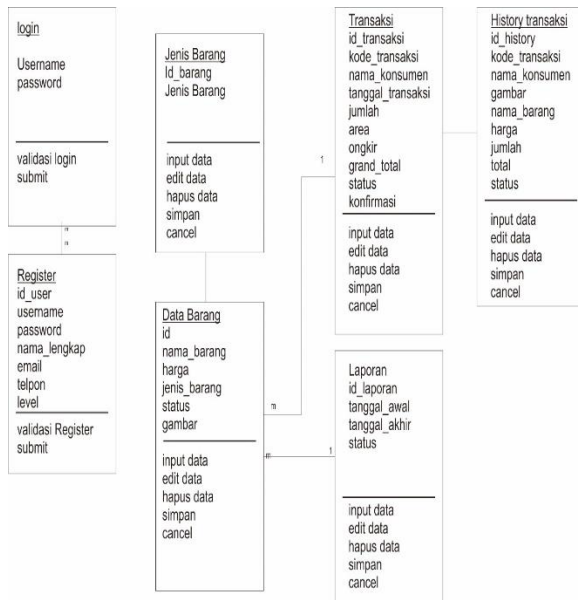 login
Username
password
validasi login
submit
m
m
Register
id_user
username
password
nama_lengkap
email
telpon
level
validasi Register
submit
Jenis Barang
Id_barang
Jenis Barang
input data
edit data
hapus data
simpan
cancel
Data Barang
id
nama_barang
harga
jenis_barang
status
gambar
input data
edit data
hapus data
simpan
cancel
1
m
m
1
Transaksi
id_transaksi
kode_transaksi
nama_konsumen
tanggal_transaksi
jumlah
area
ongkir
grand_total
status
konfirmasi
input data
edit data
hapus data
simpan
cancel
History transaksi
id_history
kode_transaksi
nama_konsumen
gambar
nama_barang
harga
jumlah
total
status
input data
edit data
hapus data
simpan
cancel
Laporan
id_laporan
tanggal_awal
tanggal_akhir
status
input data
edit data
hapus data
simpan
cancel